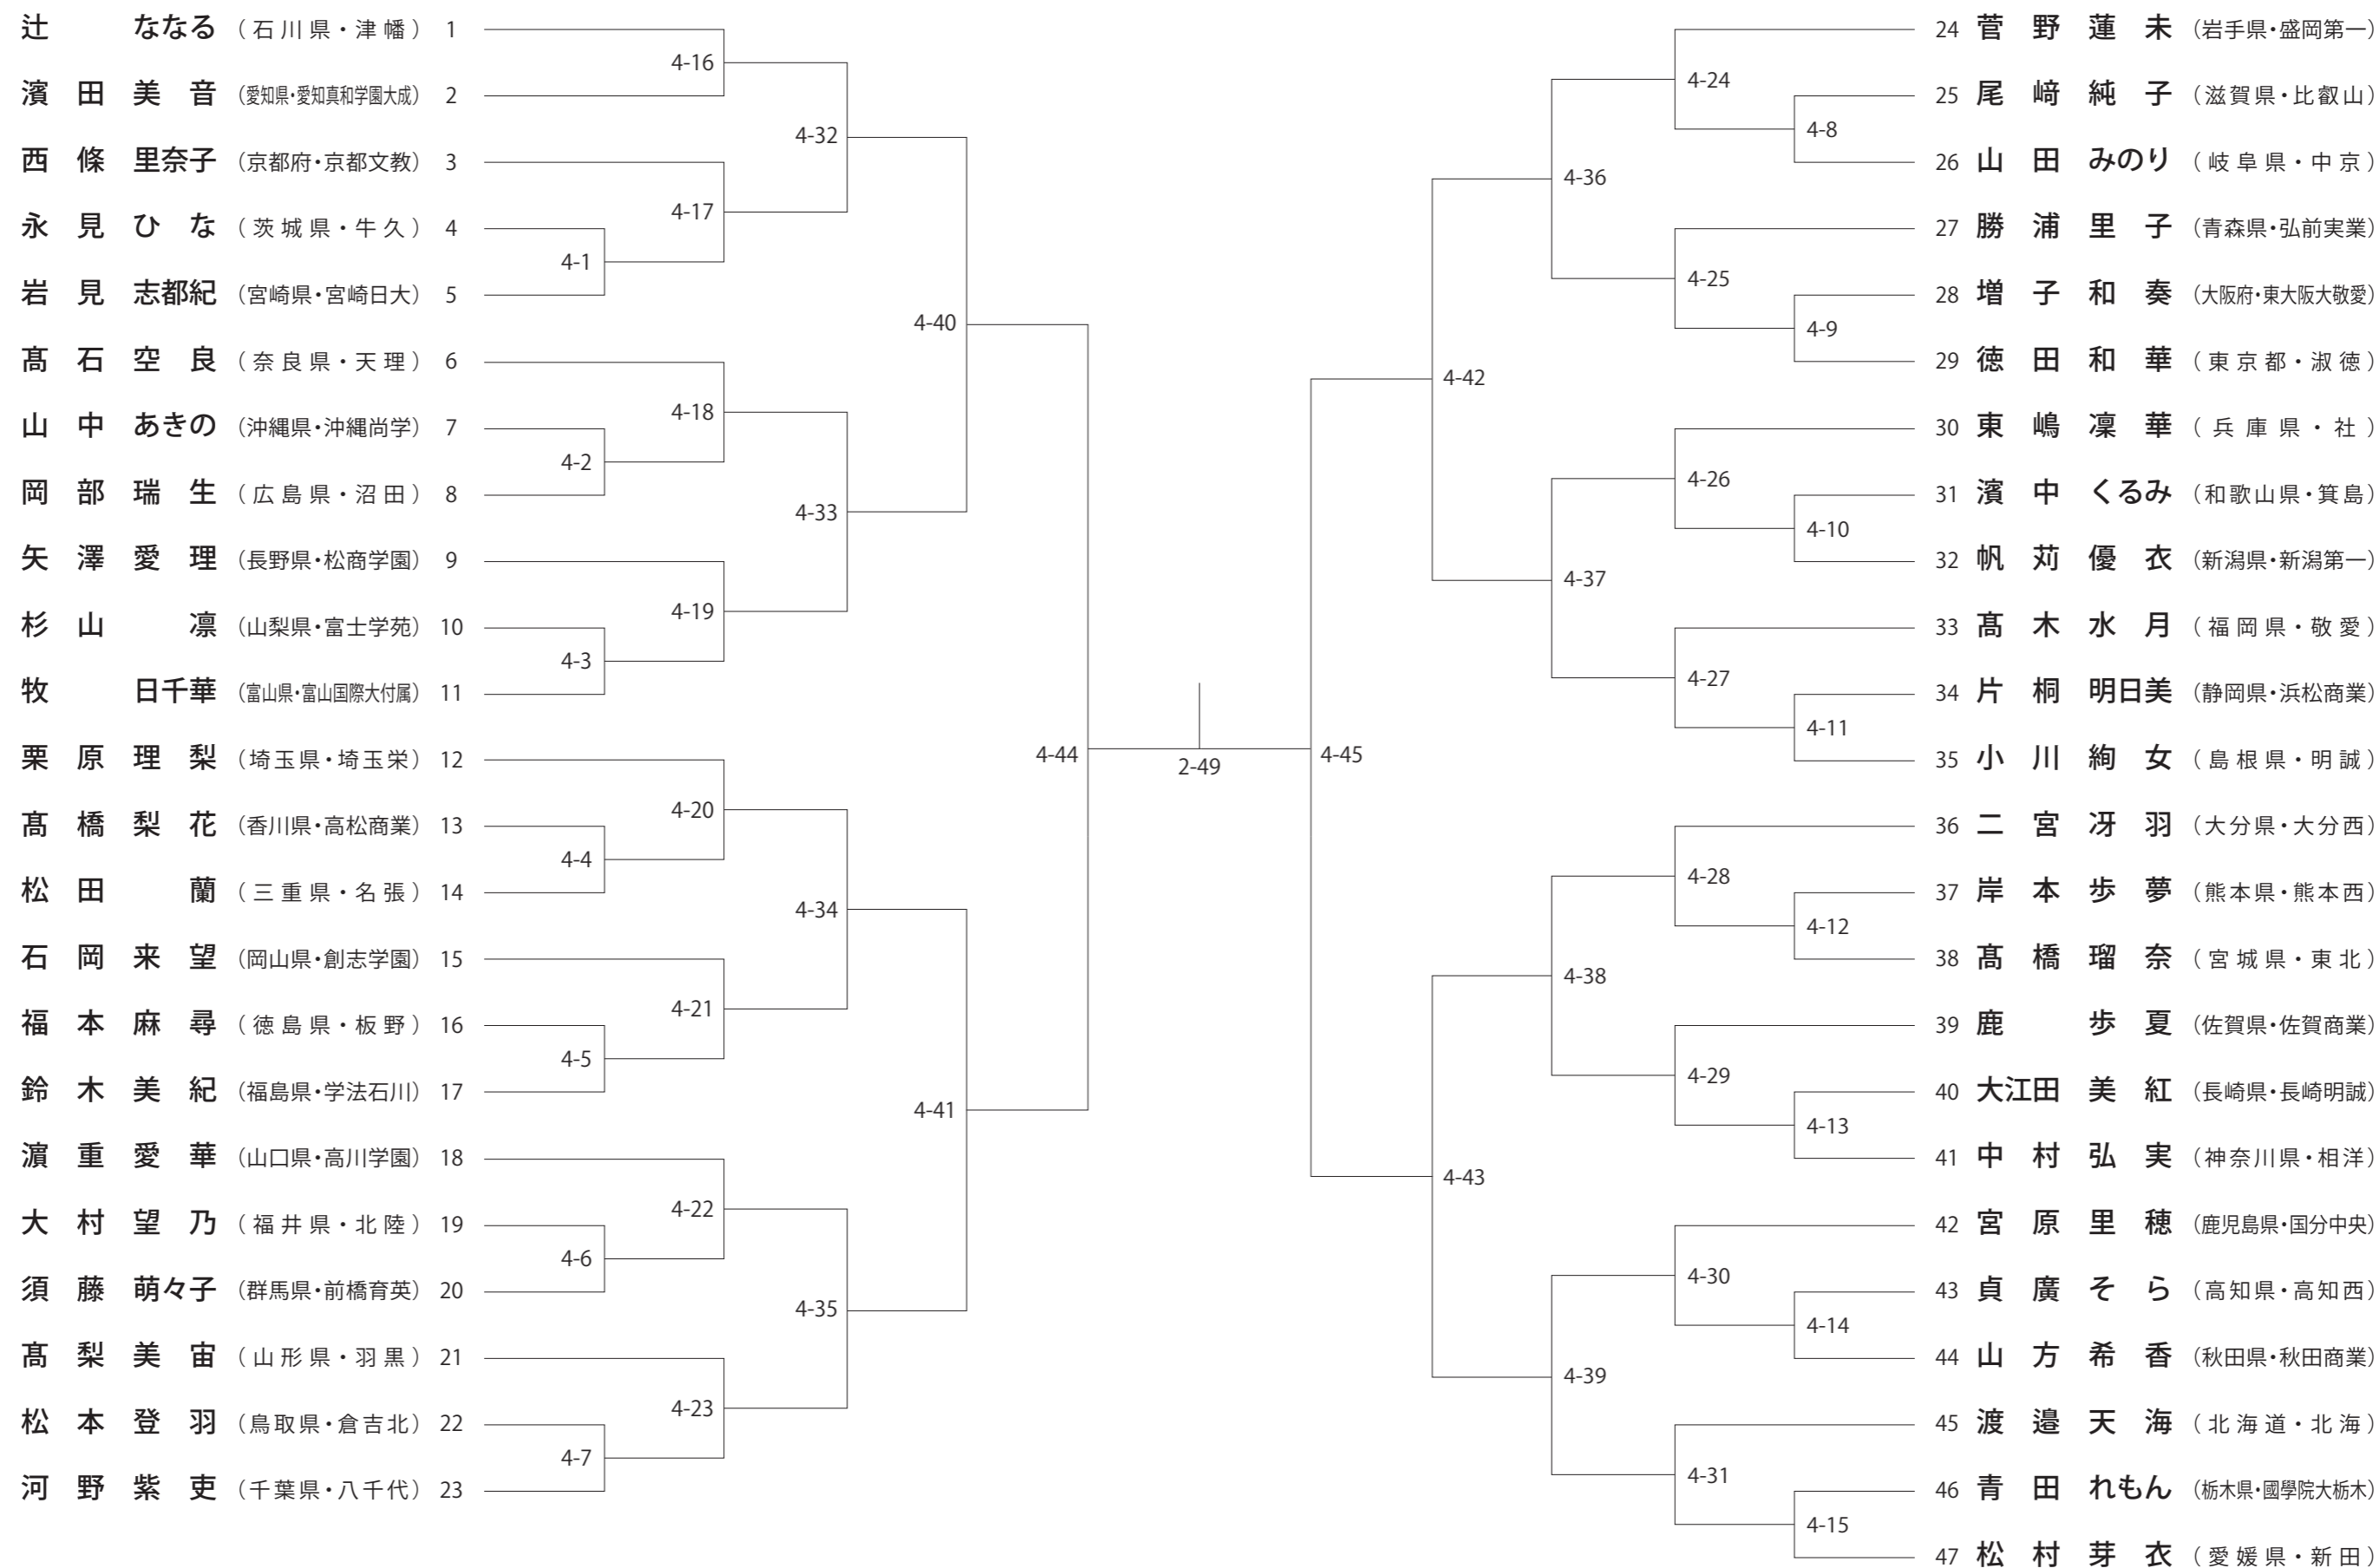 辻 ななる (石川県・津幡) 1
濱田美音 (愛知県・愛知真和学園大成) 2
西條里奈子 (京都府・京都文教) 3
永見ひな (茨城県・牛久) 4
岩見志都紀 (宮崎県・宮崎日大) 5
髙石空良 (奈良県・天理) 6
山中あきの (沖縄県・沖縄尚学) 7
岡部瑞生 (広島県・沼田) 8
矢澤愛理 (長野県・松商学園) 9
杉山 凛 (山梨県・富士学苑) 10
牧 日千華 (富山県・富山国際大付属) 11
栗原理梨 (埼玉県・埼玉栄) 12
髙橋梨花 (香川県・高松商業) 13
松田 蘭 (三重県・名張) 14
石岡来望 (岡山県・創志学園) 15
福本麻尋 (徳島県・板野) 16
鈴木美紀 (福島県・学法石川) 17
濵重愛華 (山口県・高川学園) 18
大村望乃 (福井県・北陸) 19
須藤萌々子 (群馬県・前橋育英) 20
髙梨美宙 (山形県・羽黒) 21
松本登羽 (鳥取県・倉吉北) 22
河野紫吏 (千葉県・八千代) 23
4-1
4-2
4-3
4-4
4-5
4-6
4-7
4-16
4-17
4-18
4-19
4-20
4-21
4-22
4-23
4-32
4-33
4-34
4-35
4-40
4-41
4-44
2-49
4-45
4-42
4-43
4-36
4-37
4-38
4-39
4-24
4-25
4-26
4-27
4-28
4-29
4-30
4-31
4-8
4-9
4-10
4-11
4-12
4-13
4-14
4-15
24 菅野蓮未 (岩手県・盛岡第一)
25 尾﨑純子 (滋賀県・比叡山)
26 山田みのり (岐阜県・中京)
27 勝浦里子 (青森県・弘前実業)
28 増子和奏 (大阪府・東大阪大敬愛)
29 徳田和華 (東京都・淑徳)
30 東嶋凜華 (兵庫県・社)
31 濱中くるみ (和歌山県・箕島)
32 帆苅優衣 (新潟県・新潟第一)
33 髙木水月 (福岡県・敬愛)
34 片桐明日美 (静岡県・浜松商業)
35 小川絢女 (島根県・明誠)
36 二宮冴羽 (大分県・大分西)
37 岸本歩夢 (熊本県・熊本西)
38 髙橋瑠奈 (宮城県・東北)
39 鹿 歩夏 (佐賀県・佐賀商業)
40 大江田美紅 (長崎県・長崎明誠)
41 中村弘実 (神奈川県・相洋)
42 宮原里穂 (鹿児島県・国分中央)
43 貞廣そら (高知県・高知西)
44 山方希香 (秋田県・秋田商業)
45 渡邉天海 (北海道・北海)
46 青田れもん (栃木県・國學院大栃木)
47 松村芽衣 (愛媛県・新田)